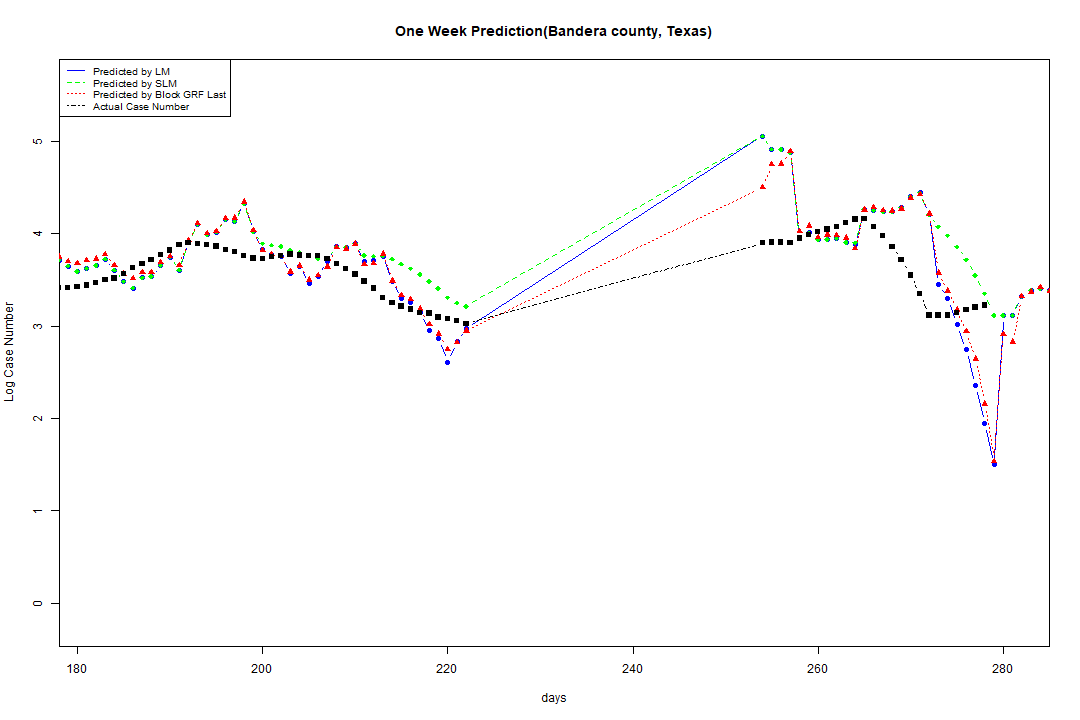 One Week Prediction(Bandera county, Texas)
Predicted by LM
Predicted by SLM
Predicted by Block GRF Last
Actual Case Number
5
4
3
2
1
0
Log Case Number
180 200 220 240 260 280
days